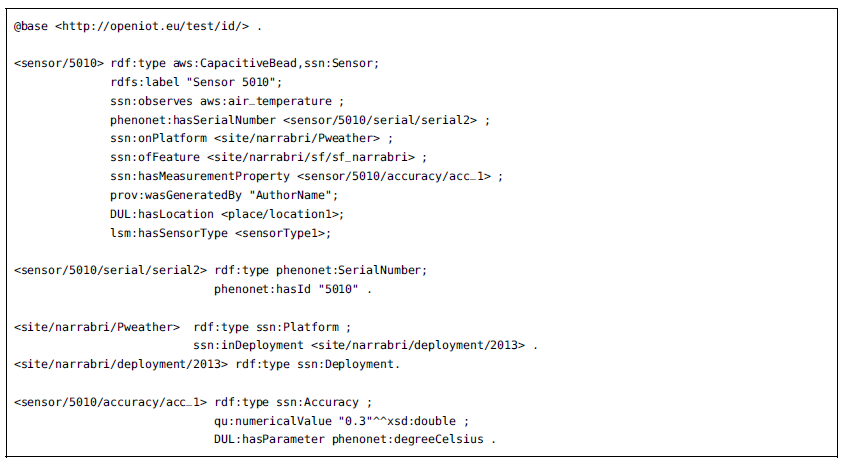 @base <http://openiot.eu/test/id/> .
<sensor/5010> rdf:type aws:CapacitiveBead,ssn:Sensor;
rdfs:label "Sensor 5010";
ssn:observes aws:air_temperature ;
phenonet:hasSerialNumber <sensor/5010/serial/serial2> ;
ssn:onPlatform <site/narrabri/Pweather> ;
ssn:ofFeature <site/narrabri/sf/sf_narrabri> ;
ssn:hasMeasurementProperty <sensor/5010/accuracy/acc_1> ;
prov:wasGeneratedBy "AuthorName";
DUL:hasLocation <place/location1>;
lsm:hasSensorType <sensorType1>;
<sensor/5010/serial/serial2> rdf:type phenonet:SerialNumber;
phenonet:hasId "5010" .
<site/narrabri/Pweather> rdf:type ssn:Platform ;
ssn:inDeployment <site/narrabri/deployment/2013> .
<site/narrabri/deployment/2013> rdf:type ssn:Deployment.
<sensor/5010/accuracy/acc_1> rdf:type ssn:Accuracy ;
qu:numericalValue "0.3"^^xsd:double ;
DUL:hasParameter phenonet:degreeCelsius .